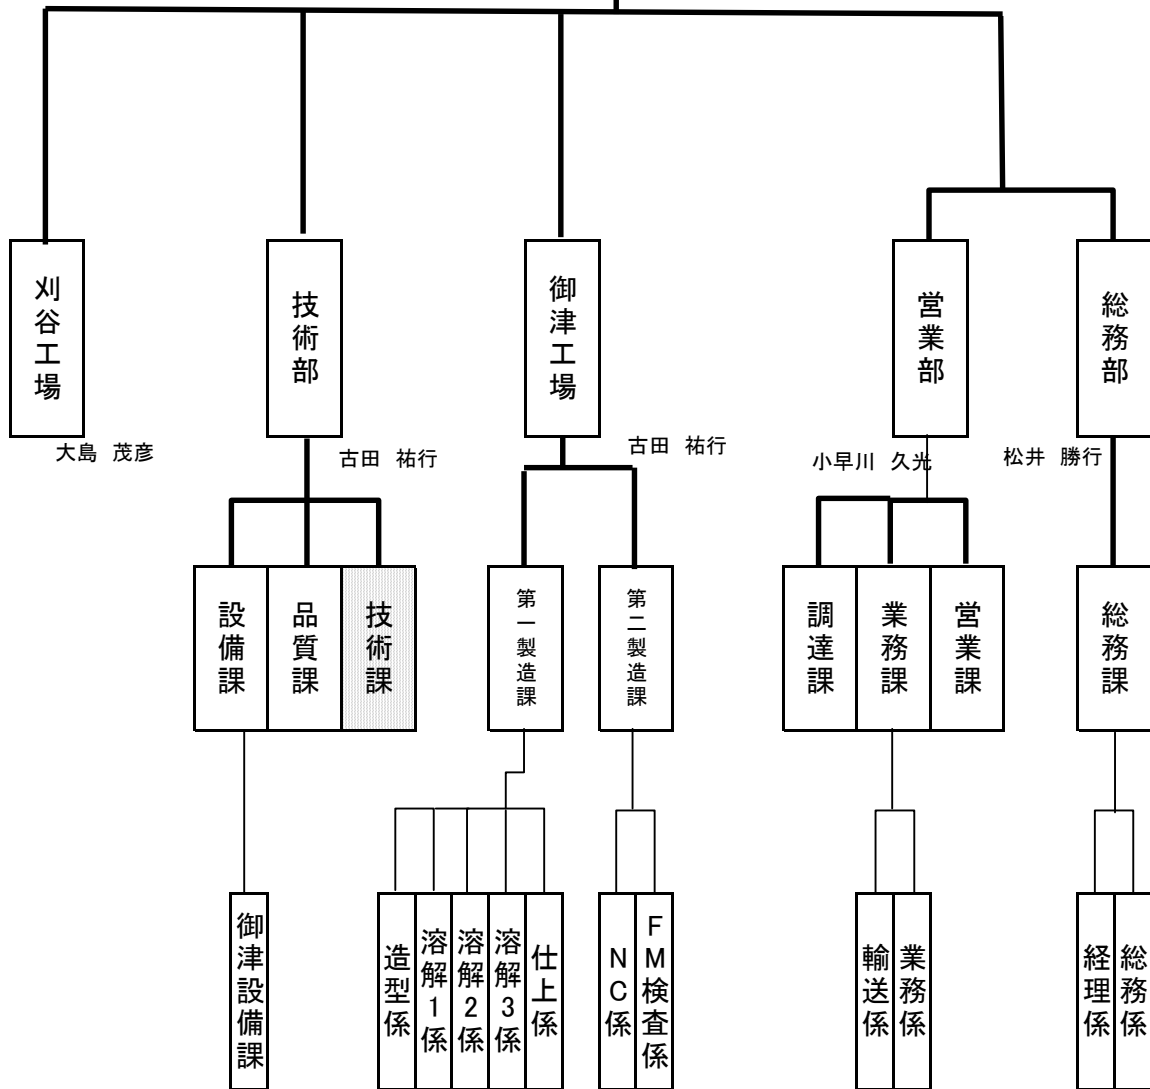 刈谷工場
技術部
御津工場
営業部
総務部
大島 茂彦
古田 祐行
古田 祐行
小早川 久光
松井 勝行
設備課
品質課
技術課
第一製造課
第二製造課
調達課
業務課
営業課
総務課
御津設備課
造型係
溶解1係
溶解2係
溶解3係
仕上係
NC係
FM検査係
輸送係
業務係
経理係
総務係